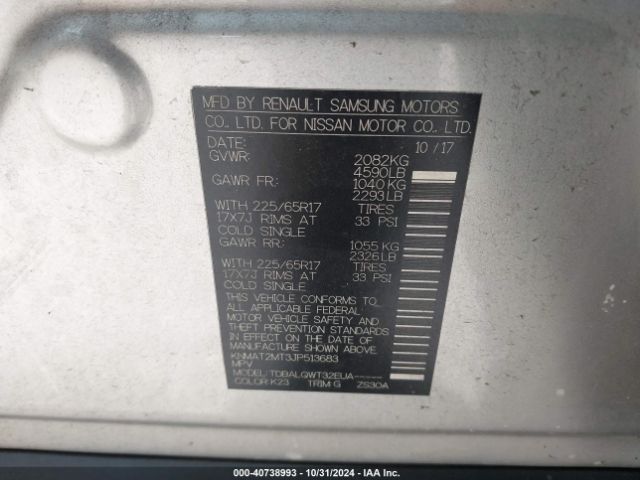 MFD BY RENAULT SAMSUNG MOTORS
CO., LTD. FOR NISSAN MOTOR CO., LTD.
DATE: 10 / 17
GVWR: 2082KG
4590LB
GAWR FR: 1040 KG
2293 LB
WITH 225/65R17 TIRES
17X7J RIMS AT 33 PSI
COLD SINGLE
GAWR RR: 1055 KG
2326 LB
WITH 225/65R17 TIRES
17X7J RIMS AT 33 PSI
COLD SINGLE
THIS VEHICLE CONFORMS TO
ALL APPLICABLE FEDERAL
MOTOR VEHICLE SAFETY AND
THEFT PREVENTION STANDARDS
IN EFFECT ON THE DATE OF
MANUFACTURE SHOWN ABOVE.
KNMAT2MT3JP513683
MPV
MODEL: TDBALQWT32EUA-----
COLOR: K23 TRIM: G ZS30A
000-40738993 - 10/31/2024 - IAA Inc.